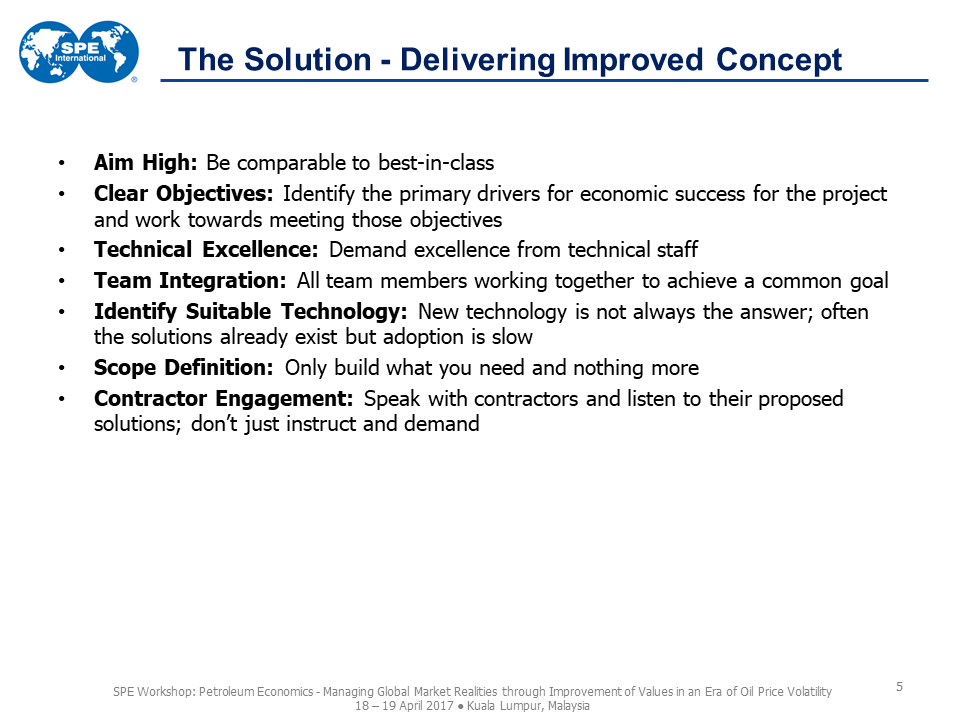 SPE
International
®
The Solution - Delivering Improved Concept
• Aim High: Be comparable to best-in-class
• Clear Objectives: Identify the primary drivers for economic success for the project
and work towards meeting those objectives
• Technical Excellence: Demand excellence from technical staff
• Team Integration: All team members working together to achieve a common goal
• Identify Suitable Technology: New technology is not always the answer; often
the solutions already exist but adoption is slow
• Scope Definition: Only build what you need and nothing more
• Contractor Engagement: Speak with contractors and listen to their proposed
solutions; don’t just instruct and demand
SPE Workshop: Petroleum Economics - Managing Global Market Realities through Improvement of Values in an Era of Oil Price Volatility
18 – 19 April 2017 ● Kuala Lumpur, Malaysia
5